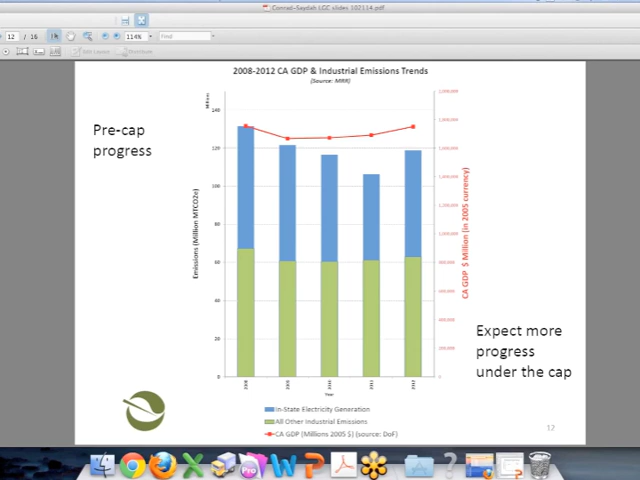 Conrad-Saydah LGC slides 102114.pdf
12 / 16
114%
Find
2008-2012 CA GDP & Industrial Emissions Trends
(Source: MRR)
Pre-cap
progress
Millions
140
120
100
80
60
40
20
0
Emissions (Million MTCO2e)
1,800,000
1,600,000
1,400,000
1,200,000
1,000,000
800,000
600,000
400,000
200,000
0
CA GDP $ Million (in 2005 currency)
2008
2009
2010
2011
2012
Year
Expect more
progress
under the cap
In-State Electricity Generation
All Other Industrial Emissions
CA GDP (Millions 2005 $) (source: DoF)
12
Pro